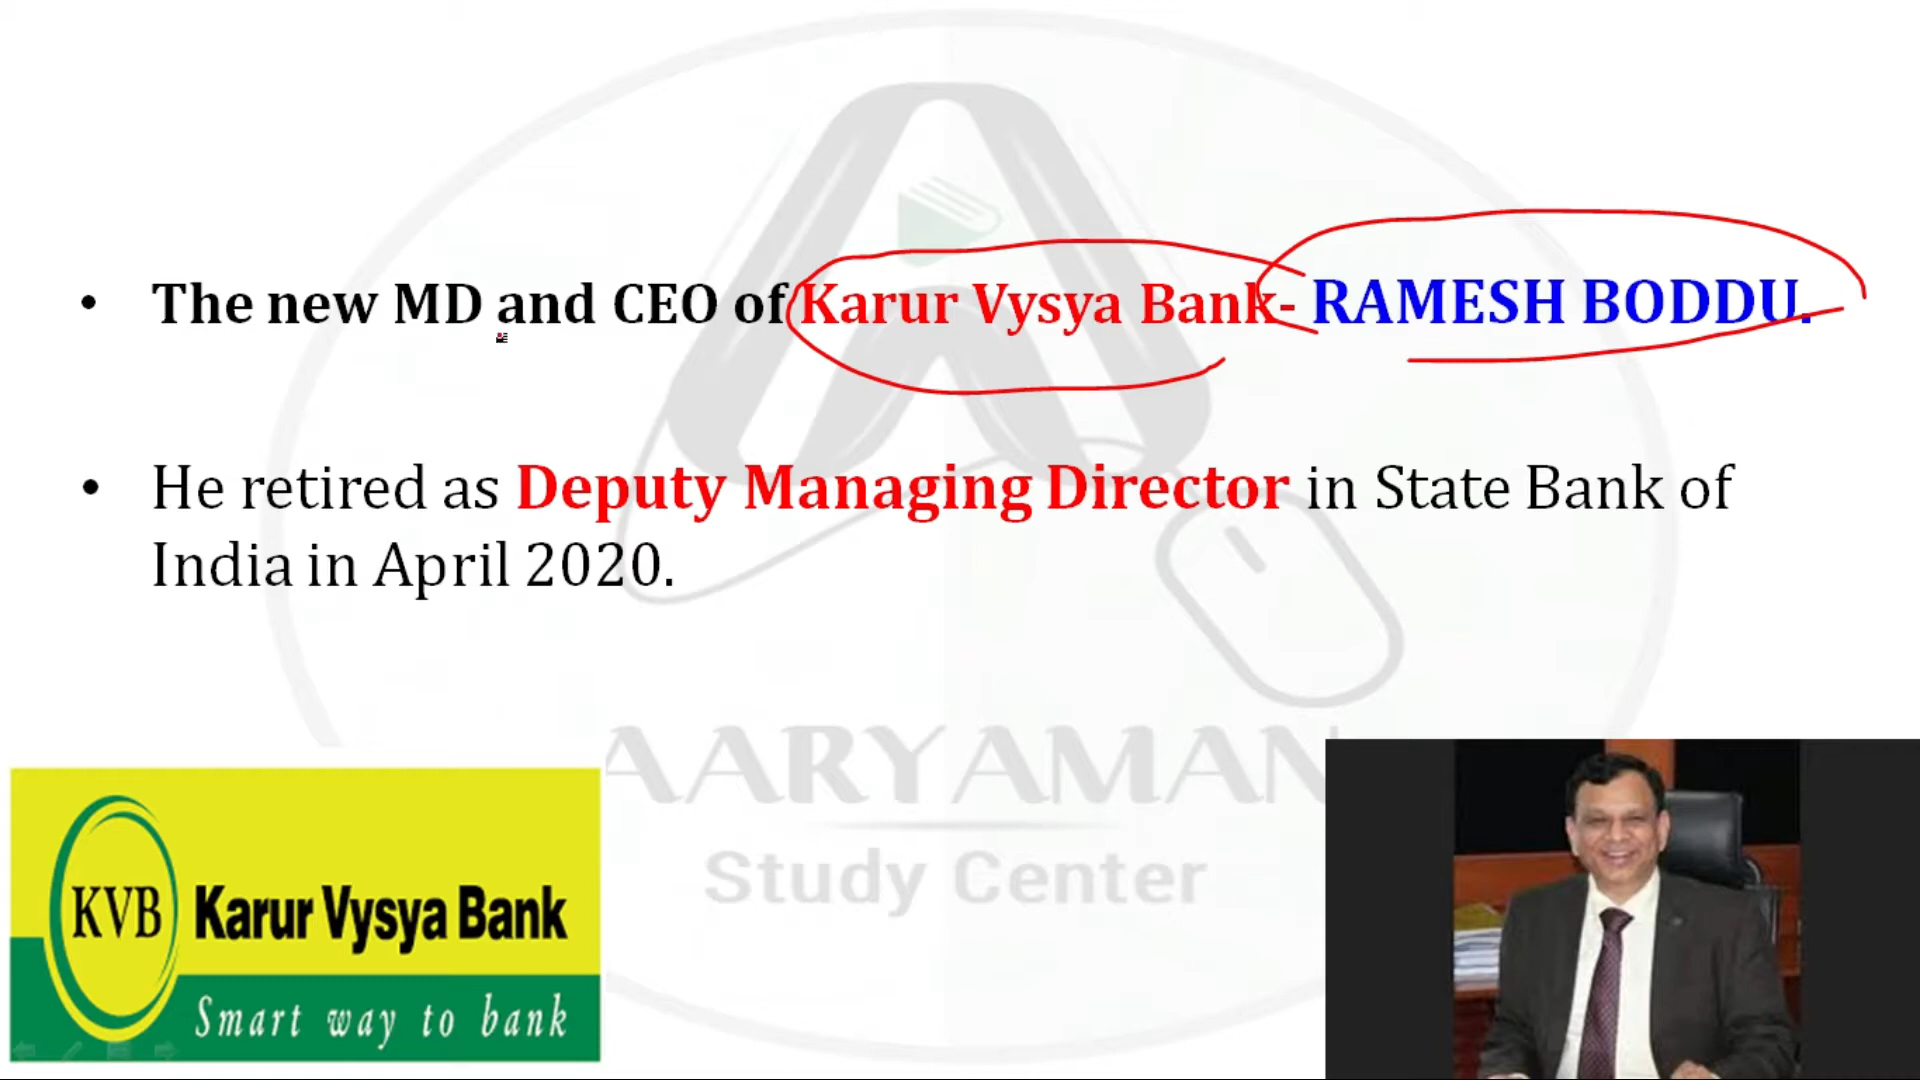 • The new MD and CEO of Karur Vysya Bank- RAMESH BODDU.
• He retired as Deputy Managing Director in State Bank of
India in April 2020.
AARYAMAN
Study Center
KVB Karur Vysya Bank
Smart way to bank